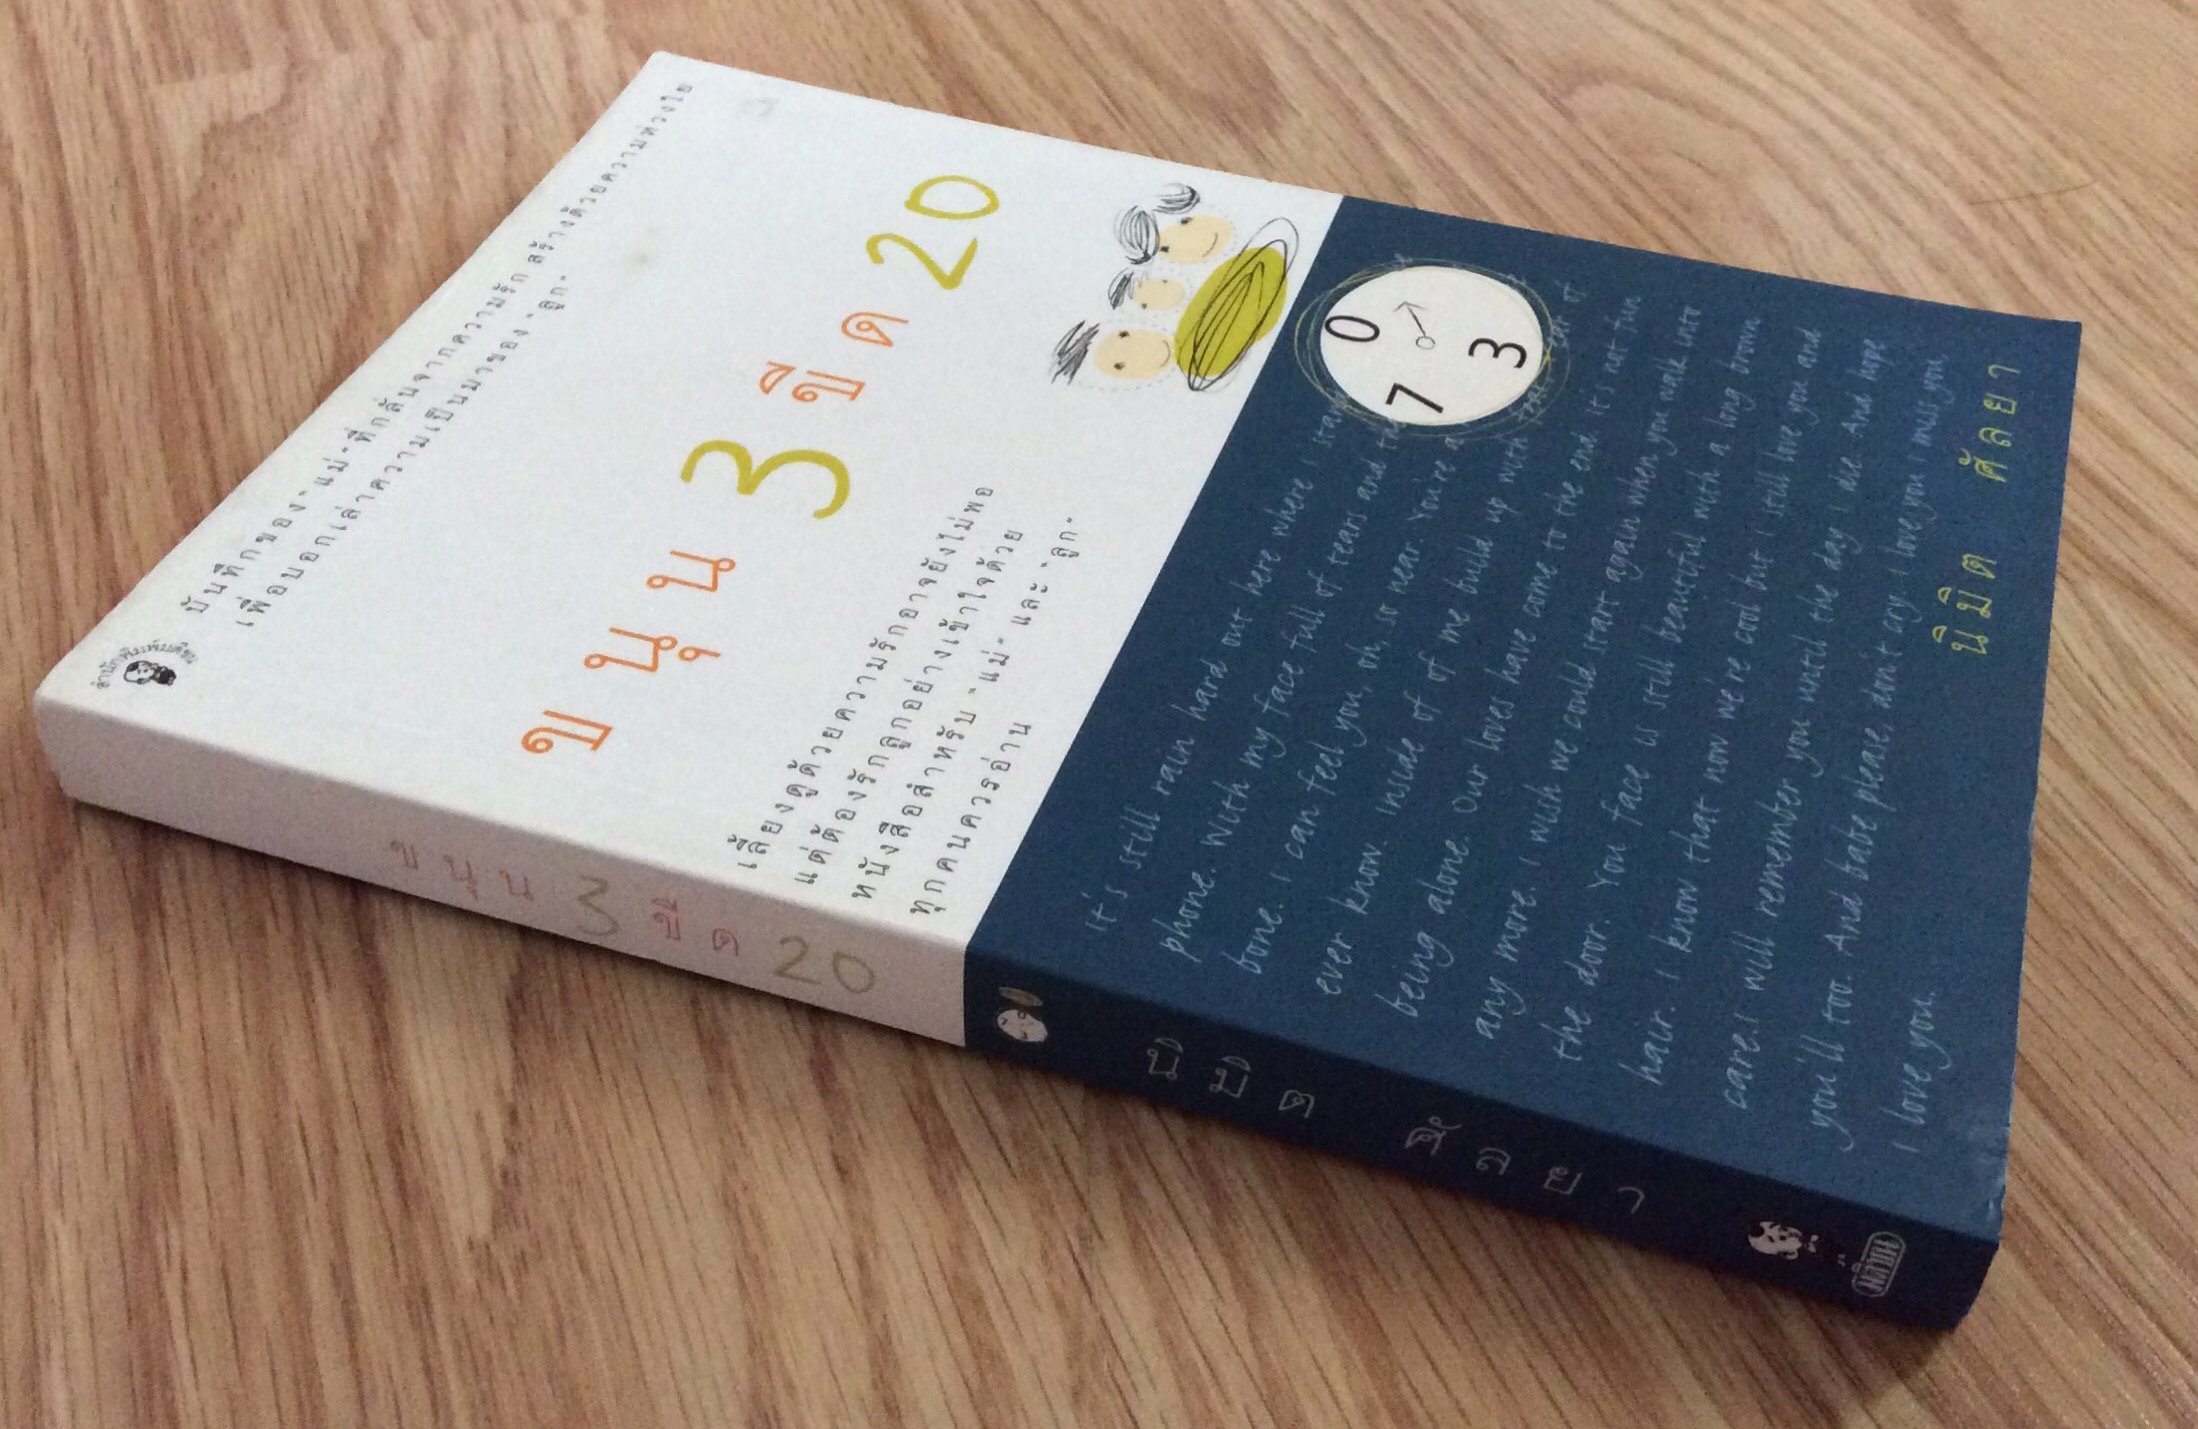 บันทึกของ "แม่" ที่กลั่นจากความรัก สร้างด้วยความห่วงใย
เพื่อบอกเล่าความเป็นมาของ "ลูก"
ขนุน 3 ขีด 20
เลี้ยงดูด้วยความรักอาจยังไม่พอ
แต่ต้องรักลูกอย่างเข้าใจด้วย
หนังสือสำหรับ "แม่" และ "ลูก"
ทุกคนควรอ่าน
0
3
7
It's still rain hard out here where I
phone. With my face full of tears and
bone. I can feel you, oh, so near. You're
ever know. Inside of of me build up with fear. Fear of
being alone. Our loves have come to the end. It's not fun
any more. I wish we could start again when you walk into
the door. You face is still beautiful with a long brown
hair. I know that now we're cool but I still love you and
care. I will remember you until the day I die. And hope
you'll too. And babe please, don't cry. I love you. I miss you.
I love you.
นิมิต ศัลยา
ขนุน 3 ขีด 20
นิมิต ศัลยา